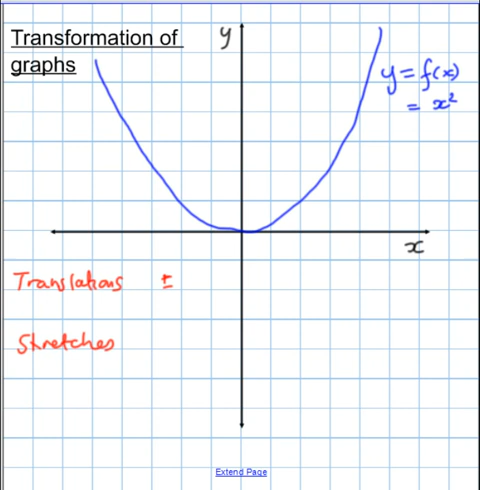 Transformation of
graphs
y
y = f(x)
= x²
x
Translations ±
Stretches
Extend Page